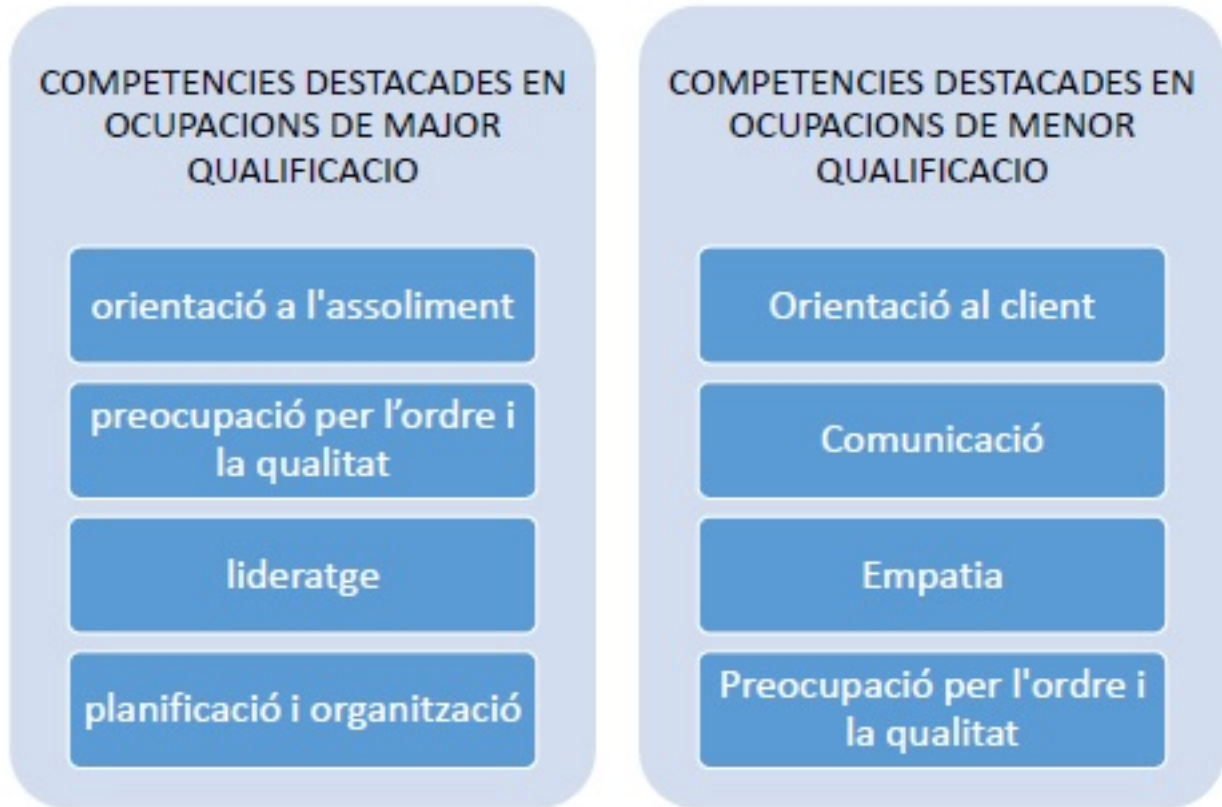 COMPETENCIES DESTACADES EN
OCUPACIONS DE MAJOR
QUALIFICACIO
orientació a l'assoliment
preocupació per l’ordre i
la qualitat
lideratge
planificació i organització
COMPETENCIES DESTACADES EN
OCUPACIONS DE MENOR
QUALIFICACIO
Orientació al client
Comunicació
Empatia
Preocupació per l'ordre i
la qualitat